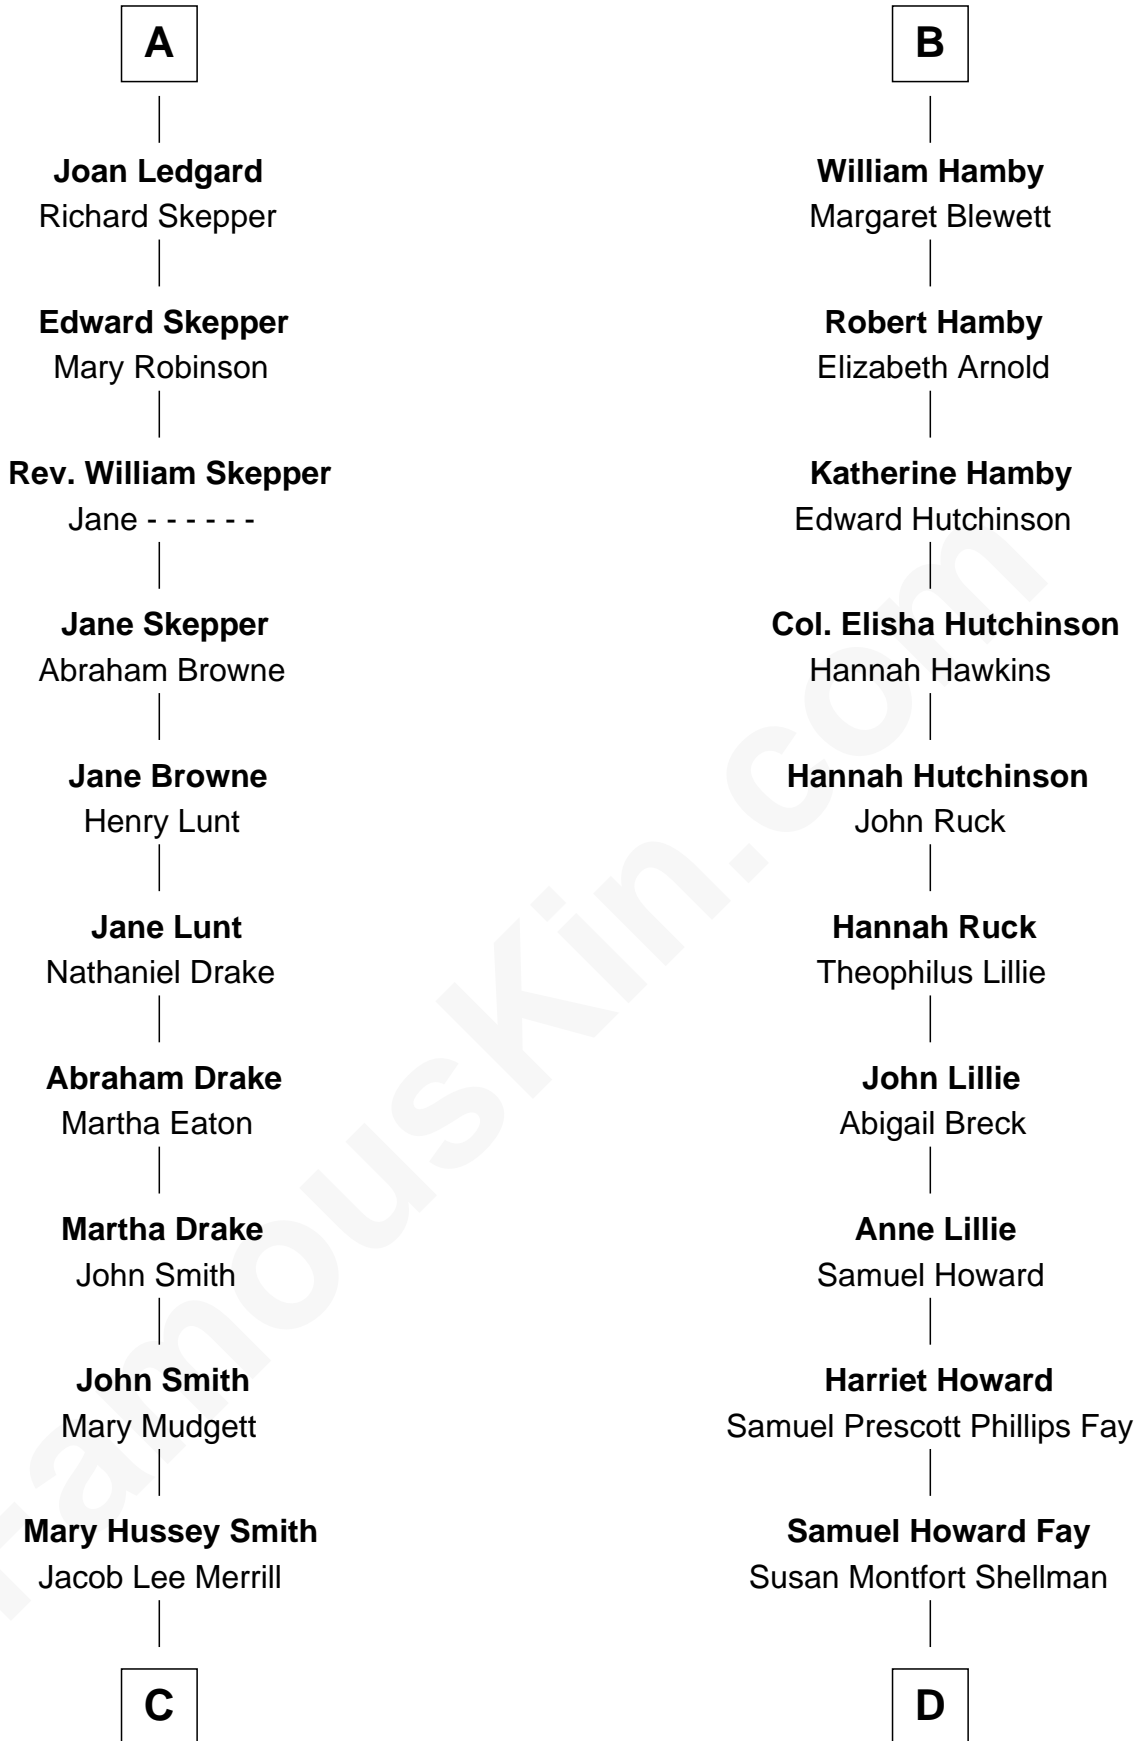 A
Joan Ledgard
Richard Skepper
Edward Skepper
Mary Robinson
Rev. William Skepper
Jane - - - - - -
Jane Skepper
Abraham Browne
Jane Browne
Henry Lunt
Jane Lunt
Nathaniel Drake
Abraham Drake
Martha Eaton
Martha Drake
John Smith
John Smith
Mary Mudgett
Mary Hussey Smith
Jacob Lee Merrill
C
B
William Hamby
Margaret Blewett
Robert Hamby
Elizabeth Arnold
Katherine Hamby
Edward Hutchinson
Col. Elisha Hutchinson
Hannah Hawkins
Hannah Hutchinson
John Ruck
Hannah Ruck
Theophilus Lillie
John Lillie
Abigail Breck
Anne Lillie
Samuel Howard
Harriet Howard
Samuel Prescott Phillips Fay
Samuel Howard Fay
Susan Montfort Shellman
D
FamousKin.com